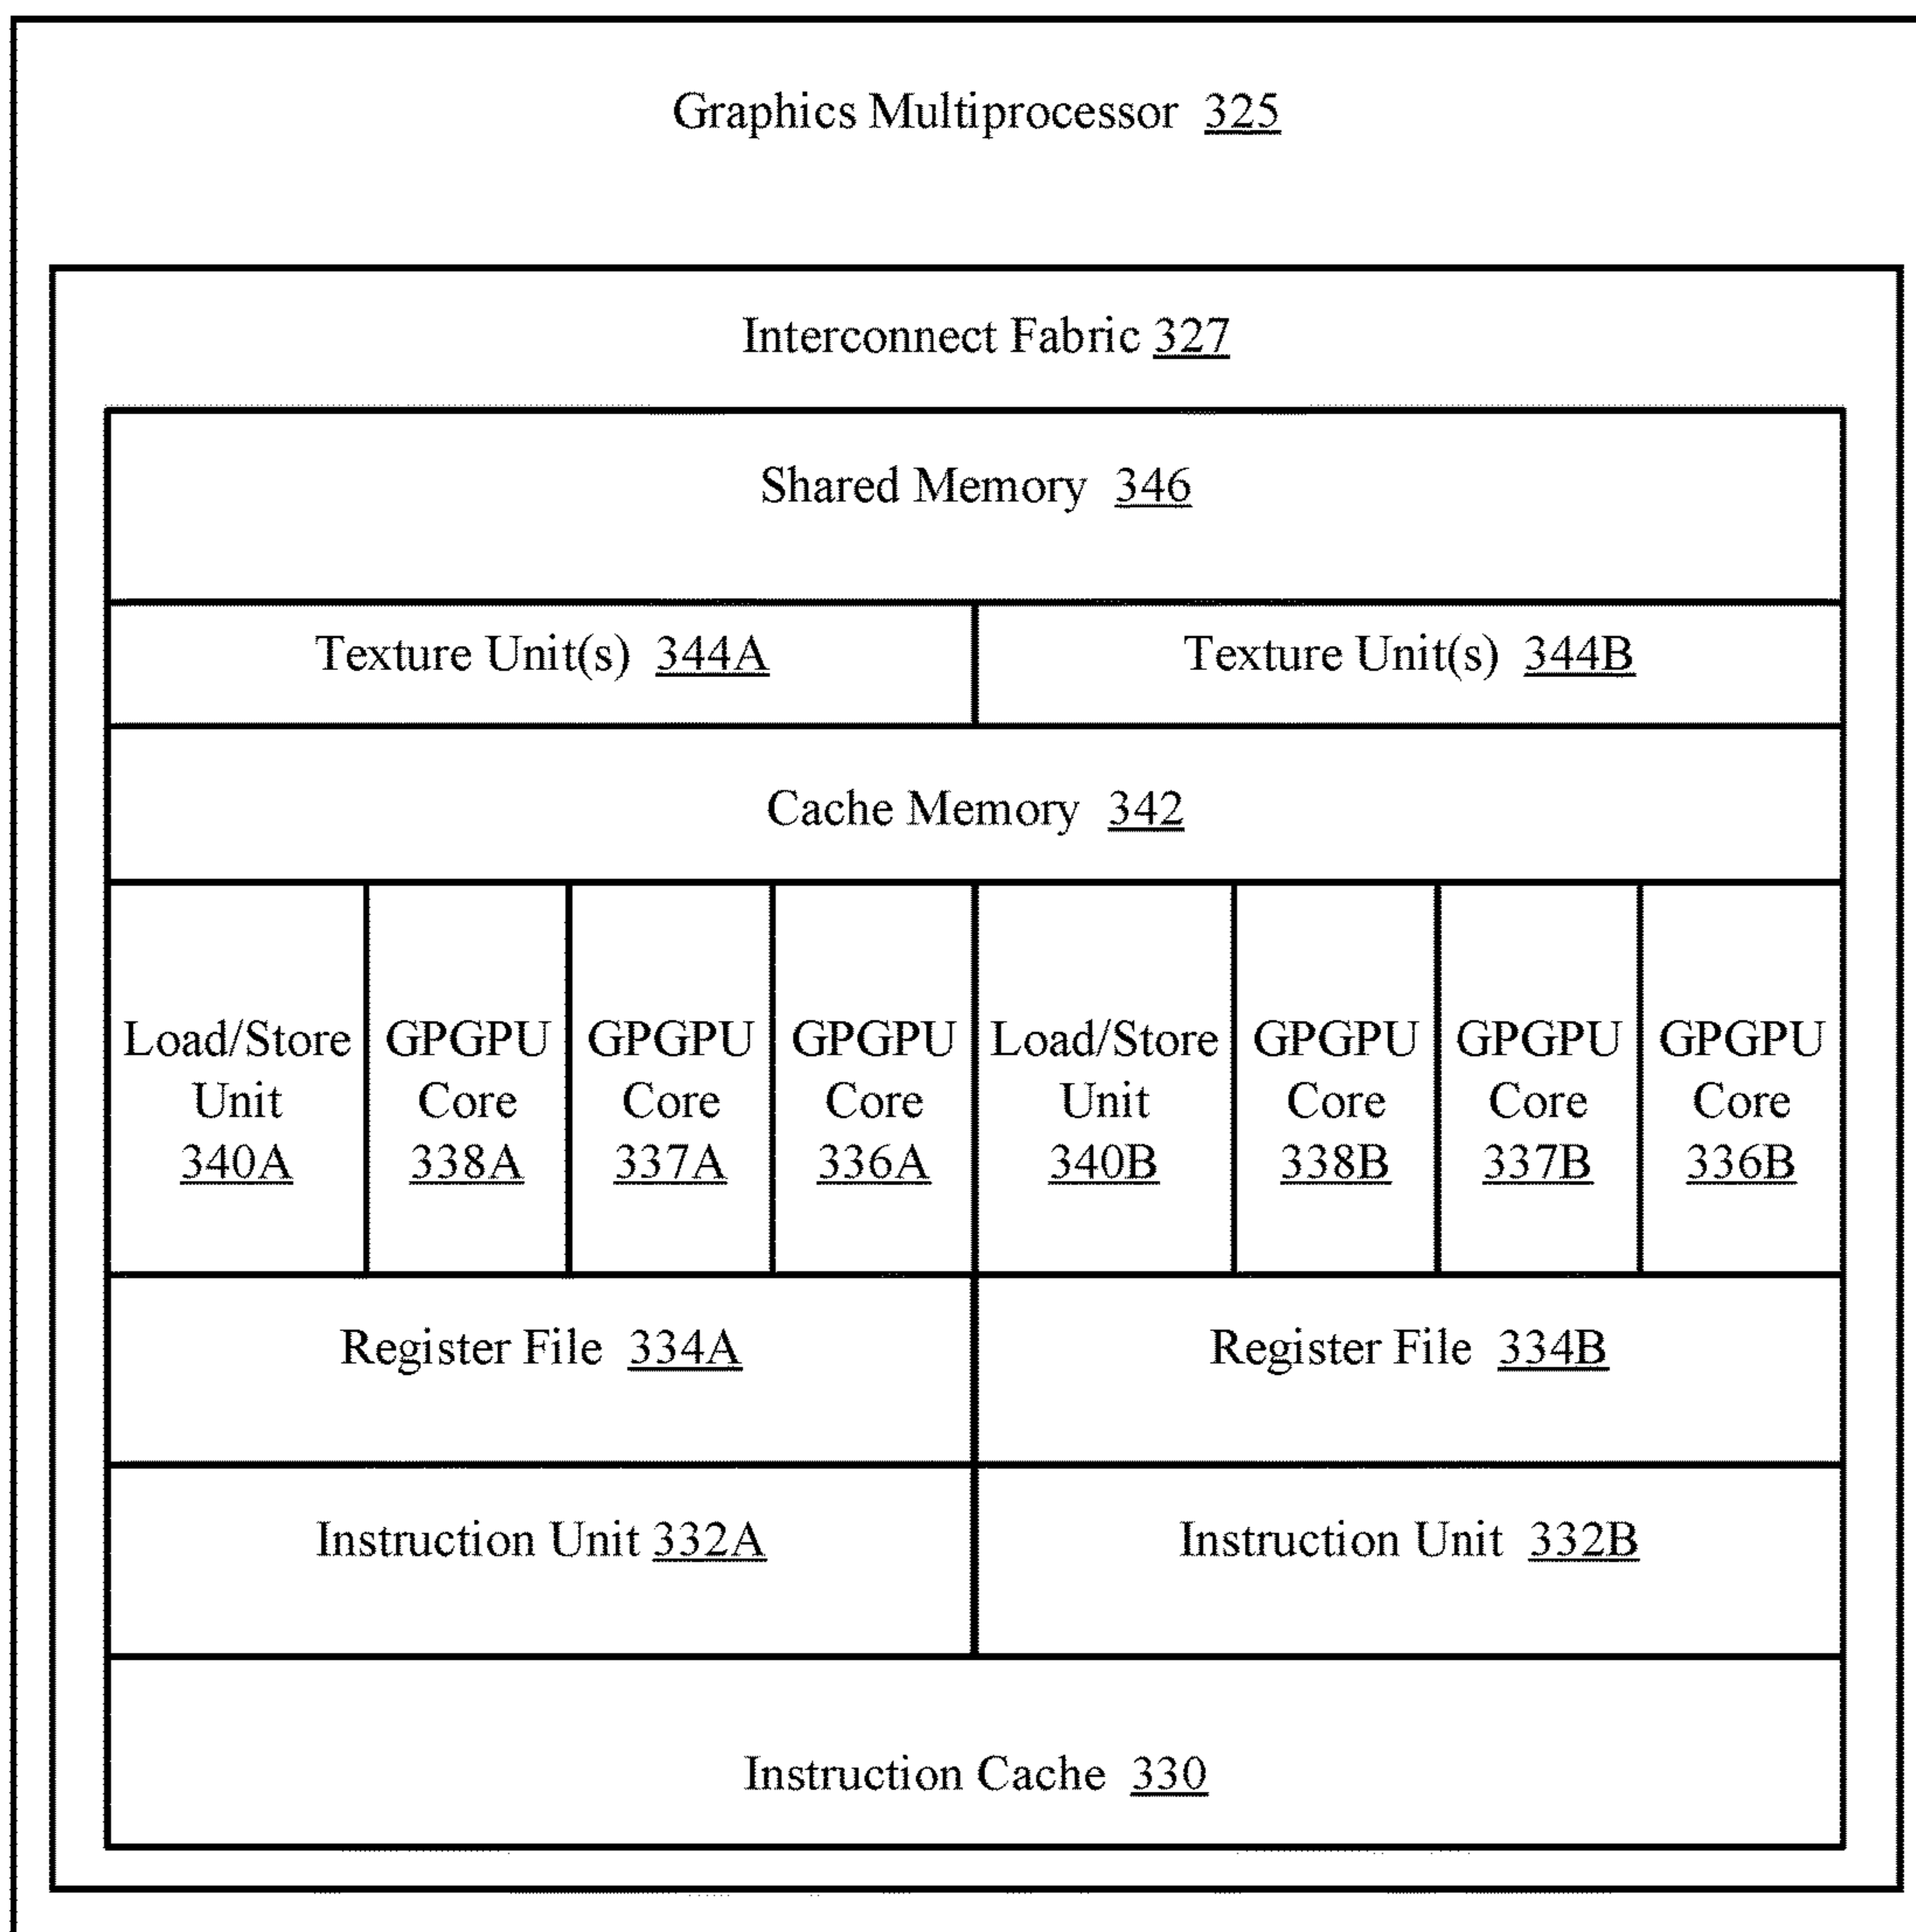 Graphics Multiprocessor 325
Interconnect Fabric 327
Shared Memory 346
Texture Unit(s) 344A
Texture Unit(s) 344B
Cache Memory 342
Load/Store
Unit
340A
GPGPU
Core
338A
GPGPU
Core
337A
GPGPU
Core
336A
Load/Store
Unit
340B
GPGPU
Core
338B
GPGPU
Core
337B
GPGPU
Core
336B
Register File 334A
Register File 334B
Instruction Unit 332A
Instruction Unit 332B
Instruction Cache 330